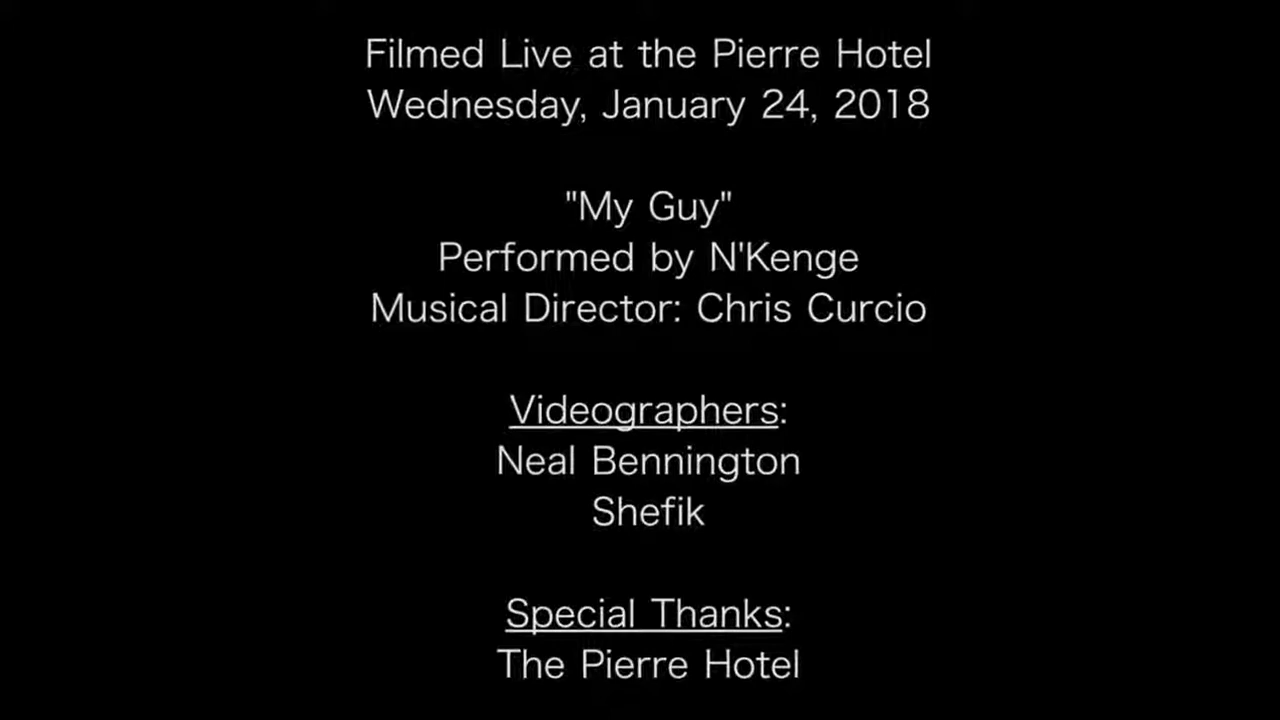 Filmed Live at the Pierre Hotel
Wednesday, January 24, 2018
"My Guy"
Performed by N'Kenge
Musical Director: Chris Curcio
Videographers:
Neal Bennington
Shefik
Special Thanks:
The Pierre Hotel